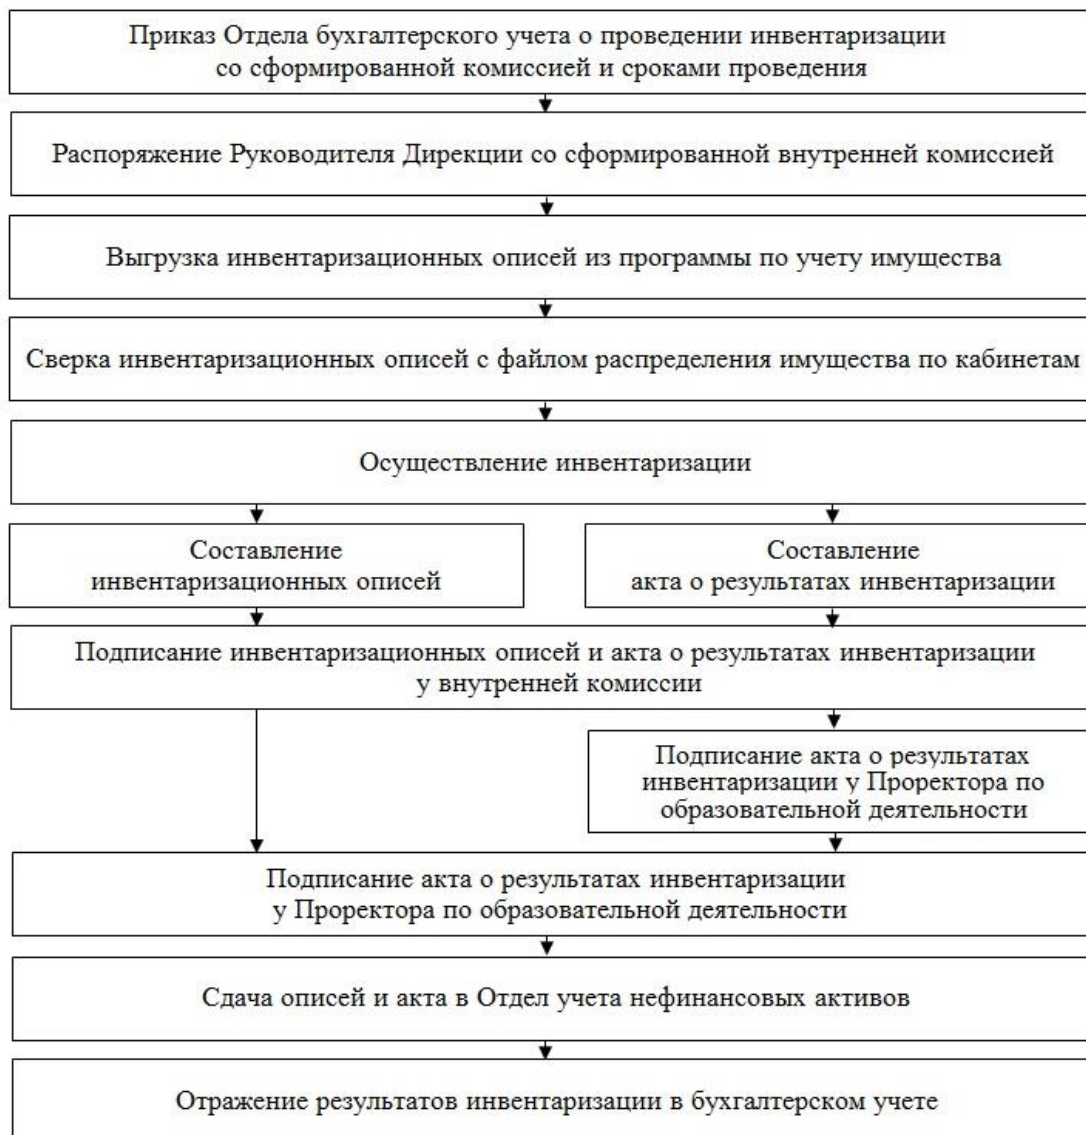 Приказ Отдела бухгалтерского учета о проведении инвентаризации
со сформированной комиссией и сроками проведения
Распоряжение Руководителя Дирекции со сформированной внутренней комиссией
Выгрузка инвентаризационных описей из программы по учету имущества
Сверка инвентаризационных описей с файлом распределения имущества по кабинетам
Осуществление инвентаризации
Составление
инвентаризационных описей
Составление
акта о результатах инвентаризации
Подписание инвентаризационных описей и акта о результатах инвентаризации
у внутренней комиссии
Подписание акта о результатах
инвентаризации у Проректора по
образовательной деятельности
Подписание акта о результатах инвентаризации
у Проректора по образовательной деятельности
Сдача описей и акта в Отдел учета нефинансовых активов
Отражение результатов инвентаризации в бухгалтерском учете